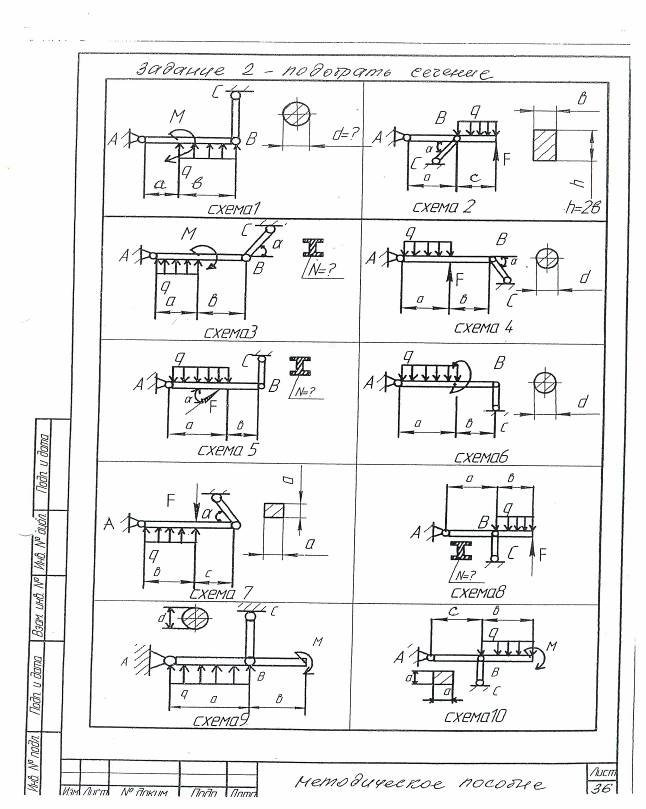 Задание 2 - подобрать сечение
A M C B q a в d=? схема1
A B C α q F a c в h h=2в схема 2
A M C B α q a в N=? схема3
A q F B α C a в d схема 4
A q α F C B a в N=? схема 5
A q B C a в d схема6
A F α q в c a a схема 7
A a в q B C F N=? схема8
d A C B M q a в схема9
A c в q M B C a a схема10
Инв. № подл.
Подп. и дата
Взам. инв. №
Инв. № дубл.
Подп. и дата
Изм. Лист № докум. Подп. Дата
Методическое пособие
Лист
36